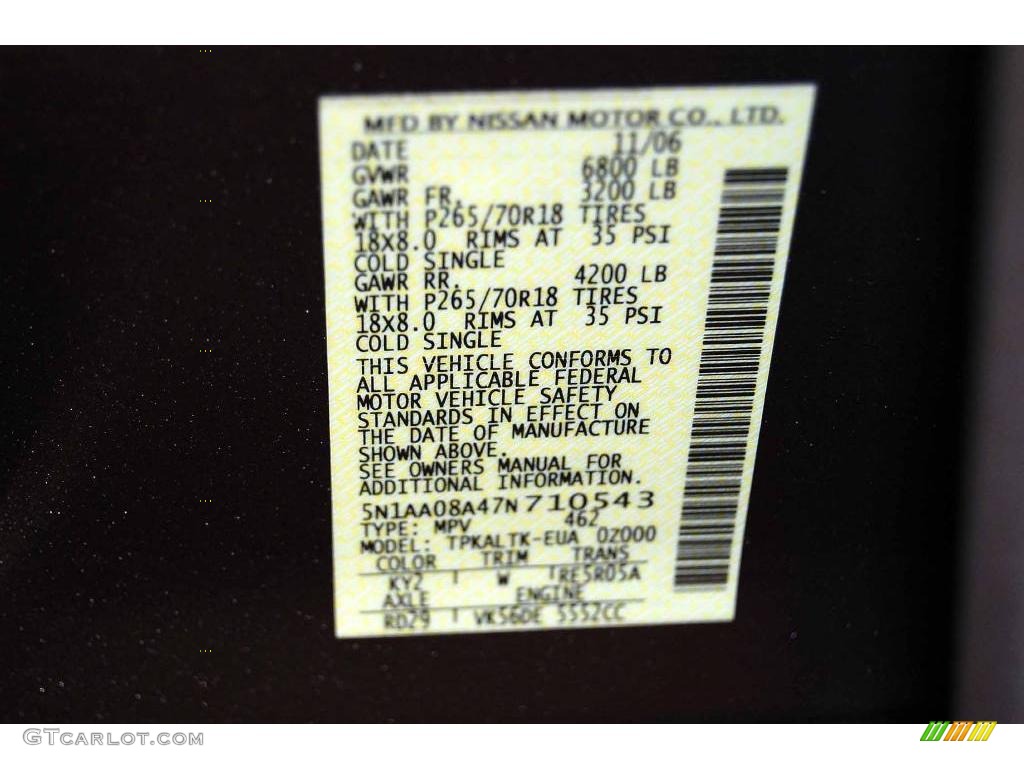 MFD BY NISSAN MOTOR CO., LTD.
DATE 11/06
GVWR 6800 LB
GAWR FR. 3200 LB
WITH P265/70R18 TIRES
18X8.0 RIMS AT 35 PSI
COLD SINGLE
GAWR RR. 4200 LB
WITH P265/70R18 TIRES
18X8.0 RIMS AT 35 PSI
COLD SINGLE
THIS VEHICLE CONFORMS TO
ALL APPLICABLE FEDERAL
MOTOR VEHICLE SAFETY
STANDARDS IN EFFECT ON
THE DATE OF MANUFACTURE
SHOWN ABOVE.
SEE OWNERS MANUAL FOR
ADDITIONAL INFORMATION.
5N1AA08A47N710543
TYPE: MPV 462
MODEL: TPKALTK-EUA 0Z000
COLOR TRIM TRANS
KY2 W RE5R05A
AXLE ENGINE
RD29 VK56DE 5552CC
GTCARLOT.COM